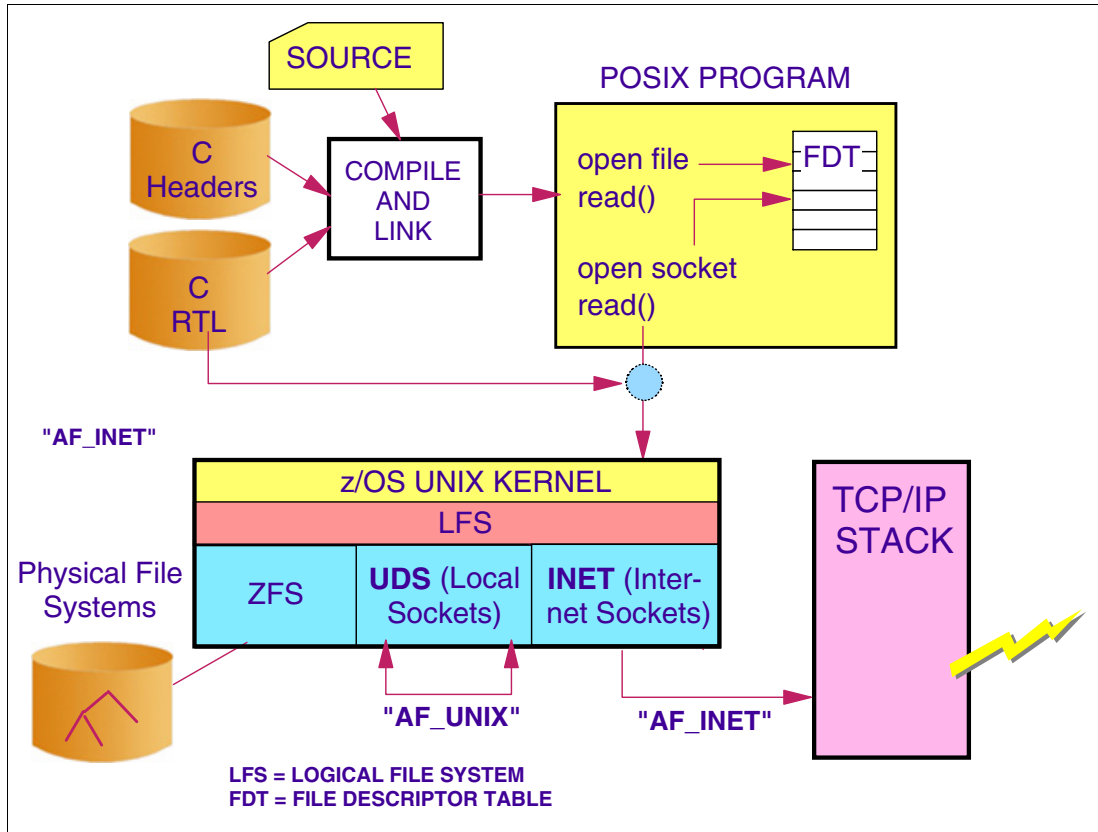 SOURCE
POSIX PROGRAM
C
Headers
COMPILE
AND
LINK
open file
read()
FDT
C
RTL
open socket
read()
"AF_INET"
z/OS UNIX KERNEL
LFS
Physical File
Systems
ZFS
UDS (Local
Sockets)
INET (Inter-
net Sockets)
TCP/IP
STACK
"AF_UNIX"
"AF_INET"
LFS = LOGICAL FILE SYSTEM
FDT = FILE DESCRIPTOR TABLE